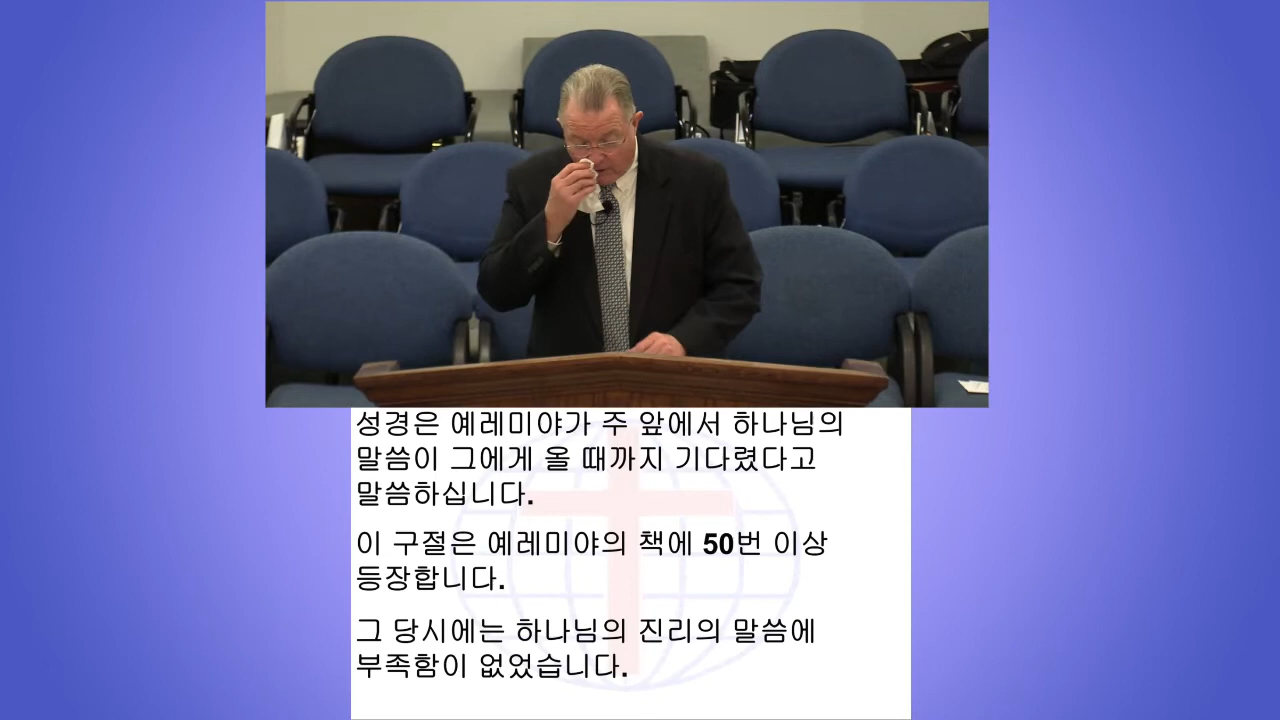 성경은 예레미야가 주 앞에서 하나님의
말씀이 그에게 올 때까지 기다렸다고
말씀하십니다.
이 구절은 예레미야의 책에 50번 이상
등장합니다.
그 당시에는 하나님의 진리의 말씀에
부족함이 없었습니다.